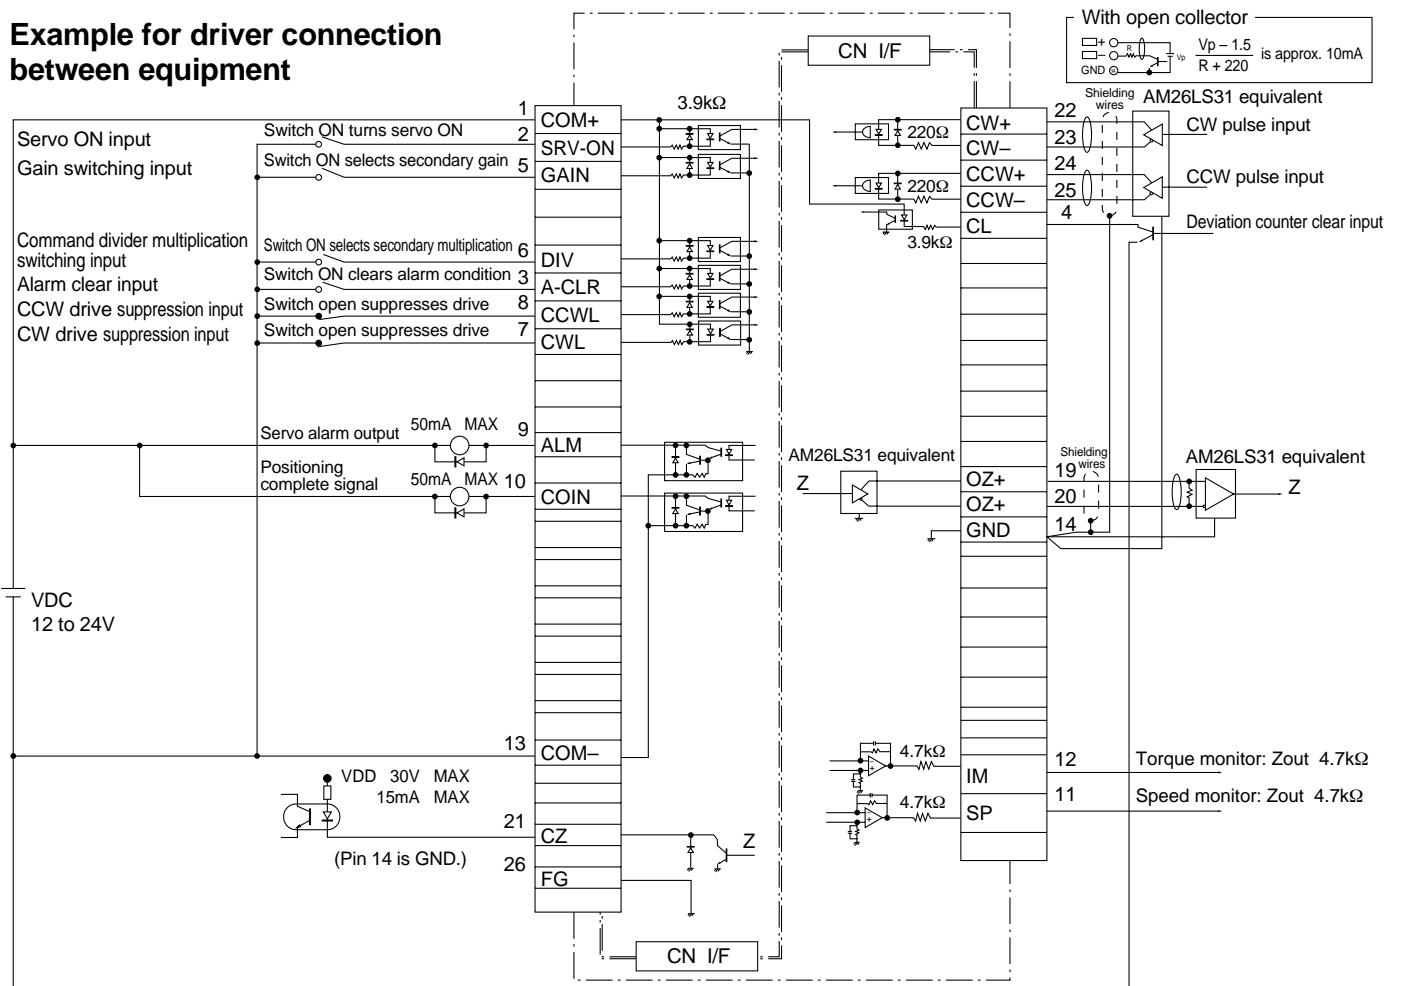 Example for driver connection
between equipment
CN I/F
With open collector
+
–
GND
R
Vp
Vp – 1.5
R + 220
is approx. 10mA
Servo ON input
Gain switching input
Command divider multiplication
switching input
Alarm clear input
CCW drive suppression input
CW drive suppression input
Switch ON turns servo ON
Switch ON selects secondary gain
Switch ON selects secondary multiplication
Switch ON clears alarm condition
Switch open suppresses drive
Switch open suppresses drive
1
2
5
6
3
8
7
COM+
SRV-ON
GAIN
DIV
A-CLR
CCWL
CWL
3.9kΩ
Servo alarm output
50mA MAX
9
ALM
Positioning
complete signal
50mA MAX
10
COIN
VDC
12 to 24V
13
COM–
VDD 30V MAX
15mA MAX
21
CZ
Z
(Pin 14 is GND.)
26
FG
CN I/F
220Ω
220Ω
3.9kΩ
CW+
CW–
CCW+
CCW–
CL
22
23
24
25
4
Shielding
wires
AM26LS31 equivalent
CW pulse input
CCW pulse input
Deviation counter clear input
AM26LS31 equivalent
Z
OZ+
OZ+
GND
19
20
14
Shielding
wires
AM26LS31 equivalent
Z
4.7kΩ
IM
12
Torque monitor: Zout 4.7kΩ
4.7kΩ
SP
11
Speed monitor: Zout 4.7kΩ